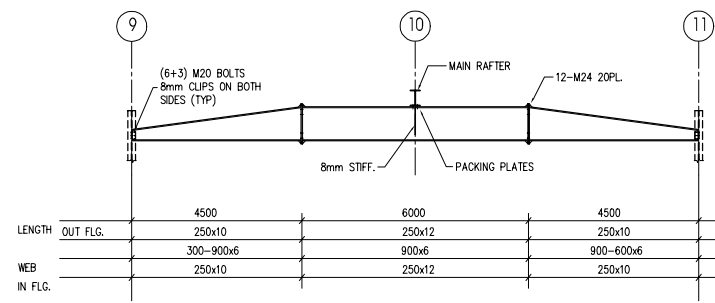 9
10
11
(6+3) M20 BOLTS
8mm CLIPS ON BOTH
SIDES (TYP)
MAIN RAFTER
12-M24 20PL.
8mm STIFF.
PACKING PLATES
4500 6000 4500
LENGTH OUT FLG. 250x10 250x12 250x10
300-900x6 900x6 900-600x6
WEB 250x10 250x12 250x10
IN FLG.